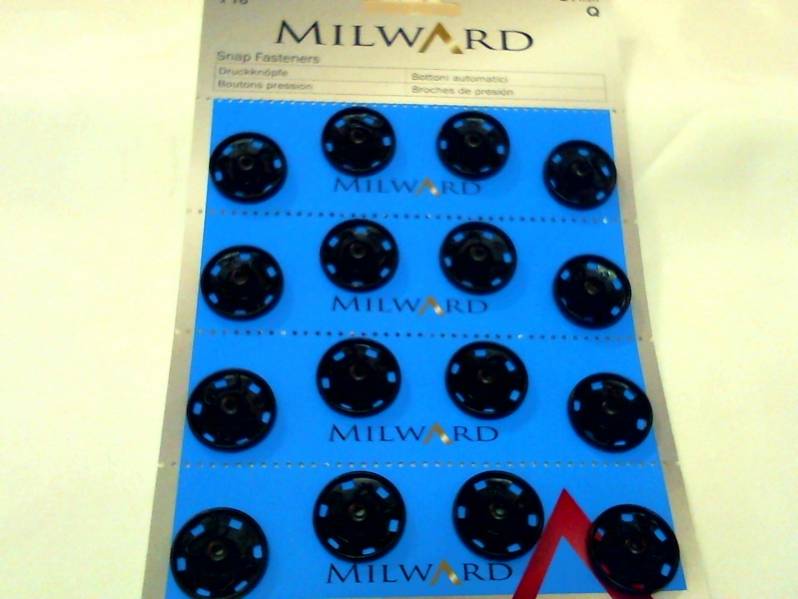 Q
MILWARD
Snap Fasteners
Druckknöpfe Bottoni automatici
Boutons pression Broches de presión
MILWARD
MILWARD
MILWARD
MILWARD